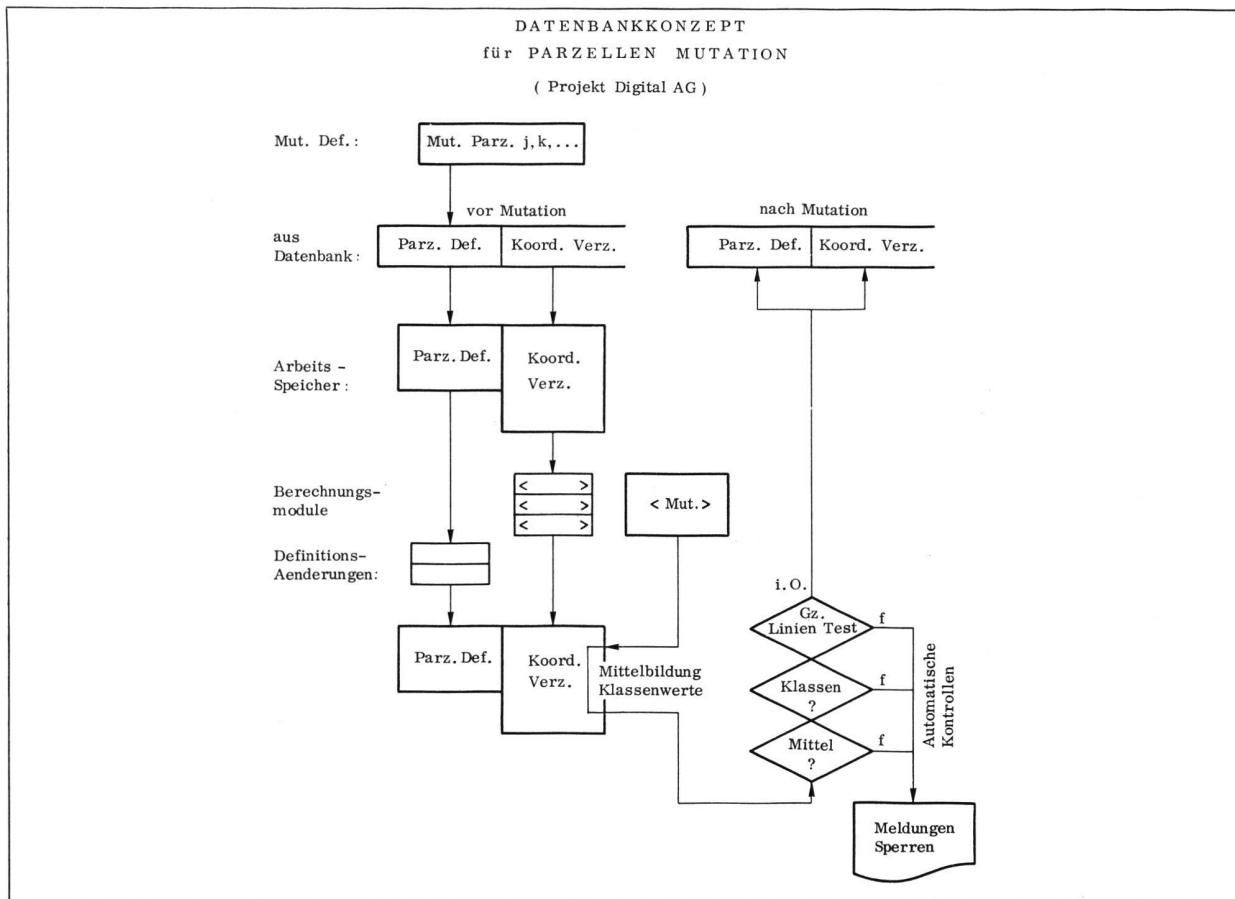 DATENBANKKONZEPT
für PARZELLEN MUTATION
( Projekt Digital AG )
Mut. Def. :
Mut. Parz. j, k, . . .
vor Mutation
nach Mutation
aus
Datenbank :
Parz. Def.
Koord. Verz.
Parz. Def.
Koord. Verz.
Arbeits -
Speicher :
Parz. Def.
Koord.
Verz.
Berechnungs-
module
< >
< >
< >
< Mut. >
Definitions-
Aenderungen:
i. O.
Gz.
Linien Test
f
Parz. Def.
Koord.
Verz.
Mittelbildung
Klassenwerte
Klassen
?
f
Mittel
?
f
Automatische
Kontrollen
Meldungen
Sperren